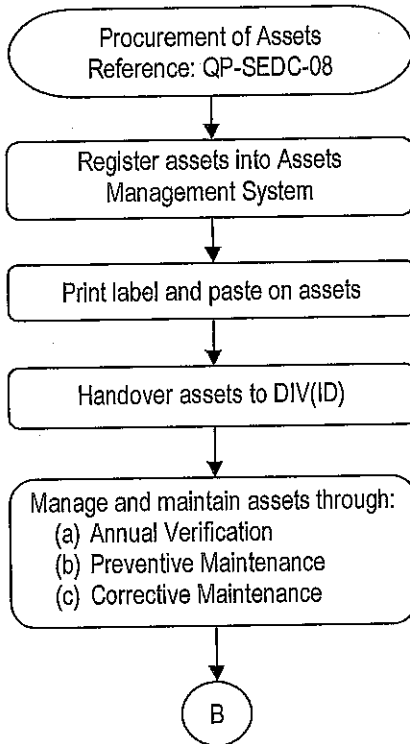 Procurement of Assets
Reference: QP-SEDC-08
Register assets into Assets
Management System
Print label and paste on assets
Handover assets to DIV(ID)
Manage and maintain assets through:
(a) Annual Verification
(b) Preventive Maintenance
(c) Corrective Maintenance
B